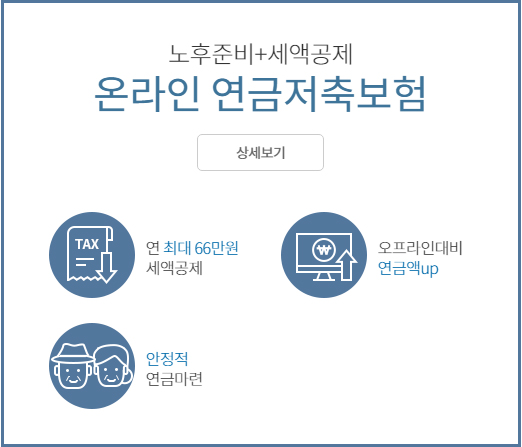 노후준비+세액공제
온라인 연금저축보험
상세보기
TAX
연 최대 66만원
세액공제
₩
오프라인대비
연금액up
안정적
연금마련